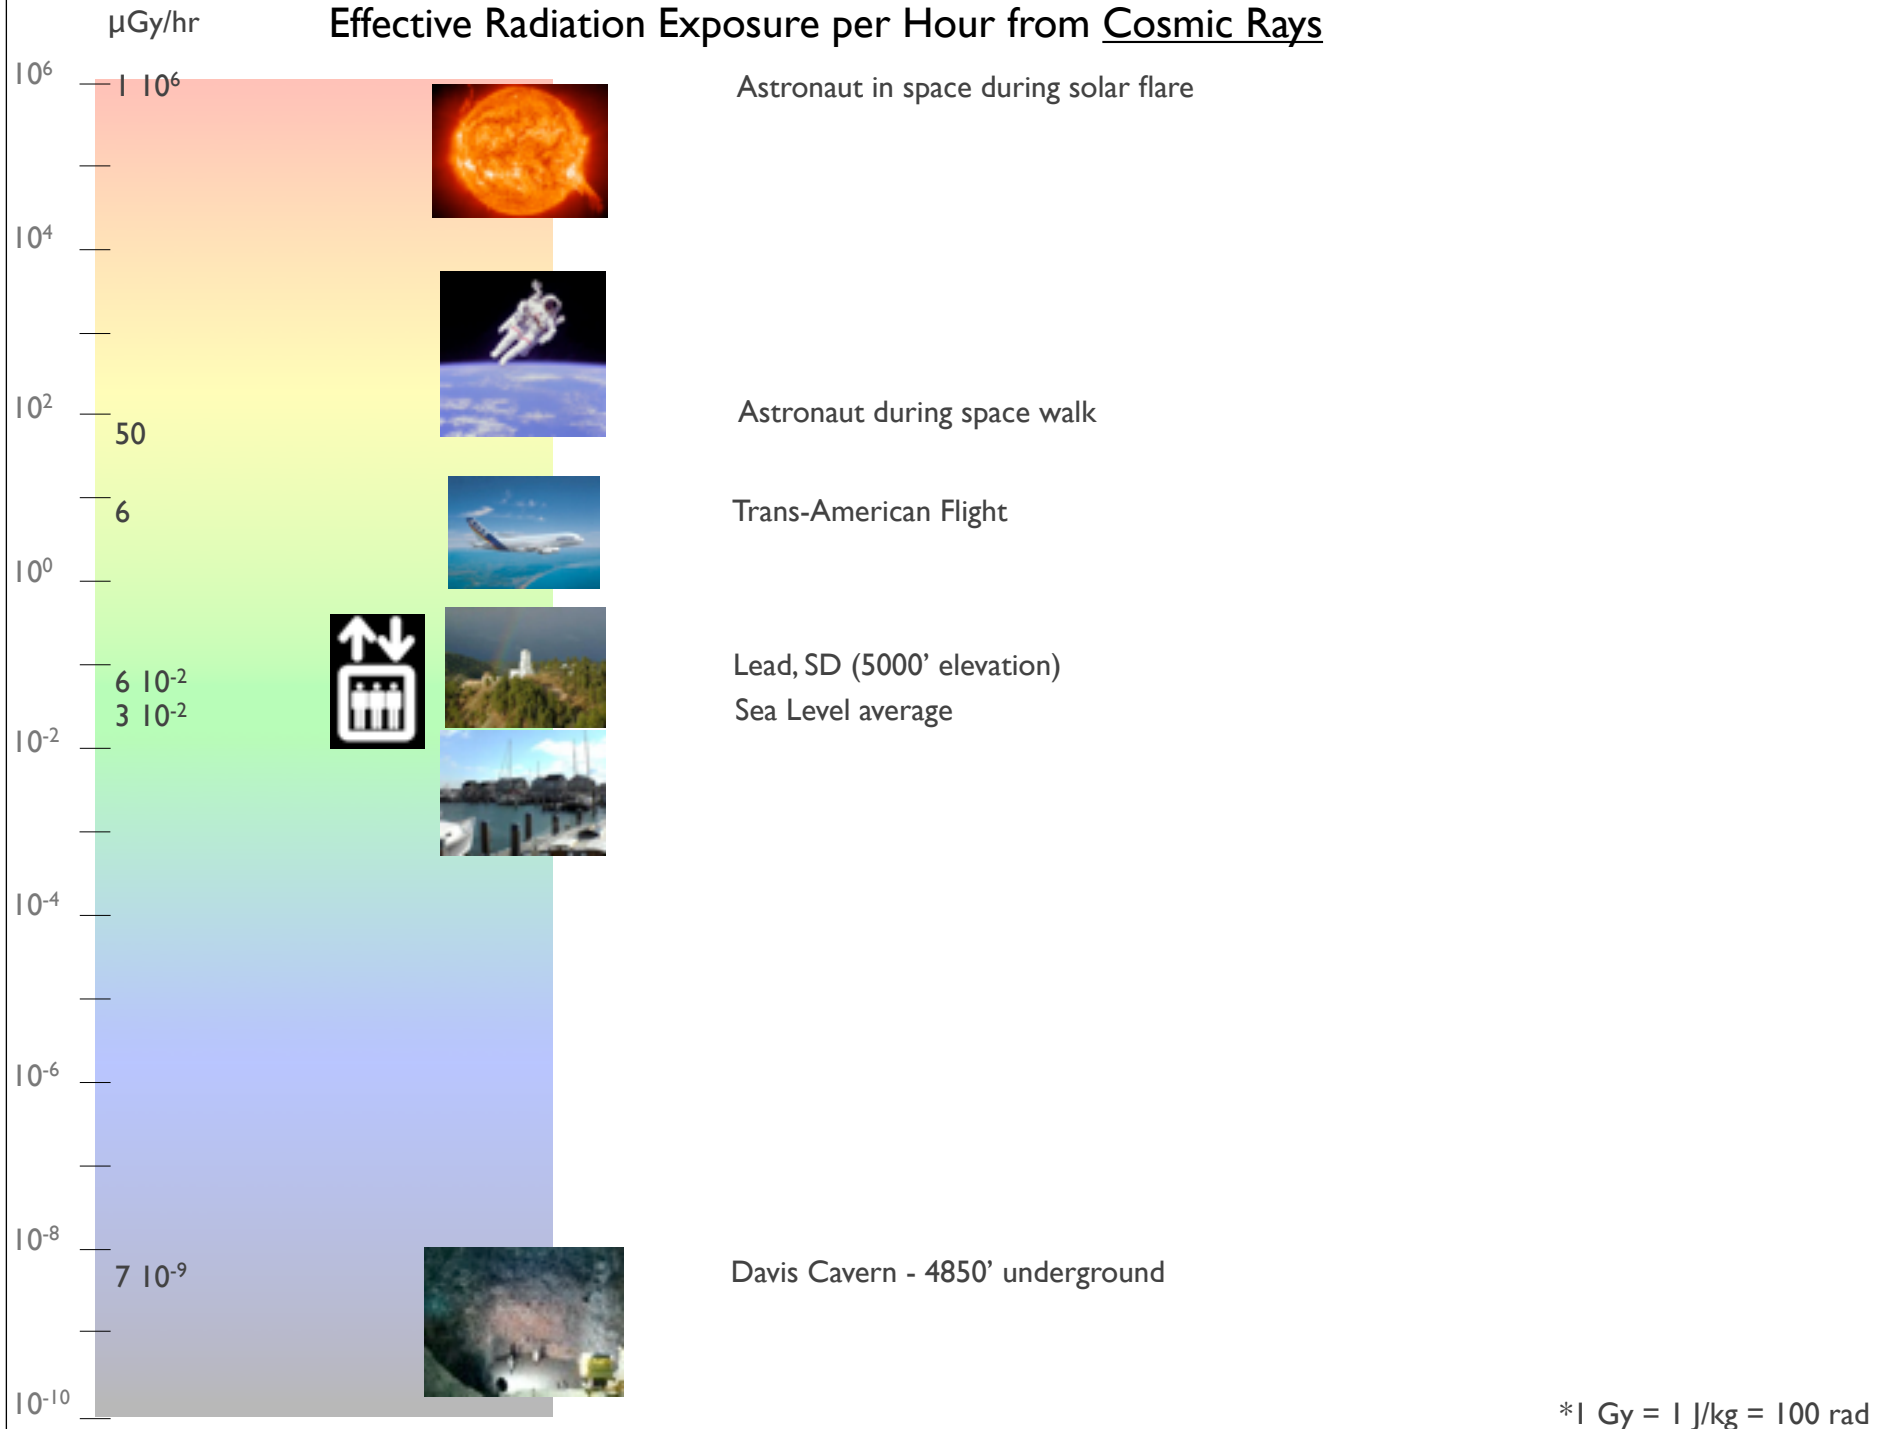 µGy/hr
Effective Radiation Exposure per Hour from Cosmic Rays
10⁶
1 10⁶
Astronaut in space during solar flare
10⁴
10²
50
Astronaut during space walk
6
Trans-American Flight
10⁰
6 10⁻²
Lead, SD (5000’ elevation)
3 10⁻²
Sea Level average
10⁻²
10⁻⁴
10⁻⁶
10⁻⁸
7 10⁻⁹
Davis Cavern - 4850’ underground
10⁻¹⁰
*1 Gy = 1 J/kg = 100 rad